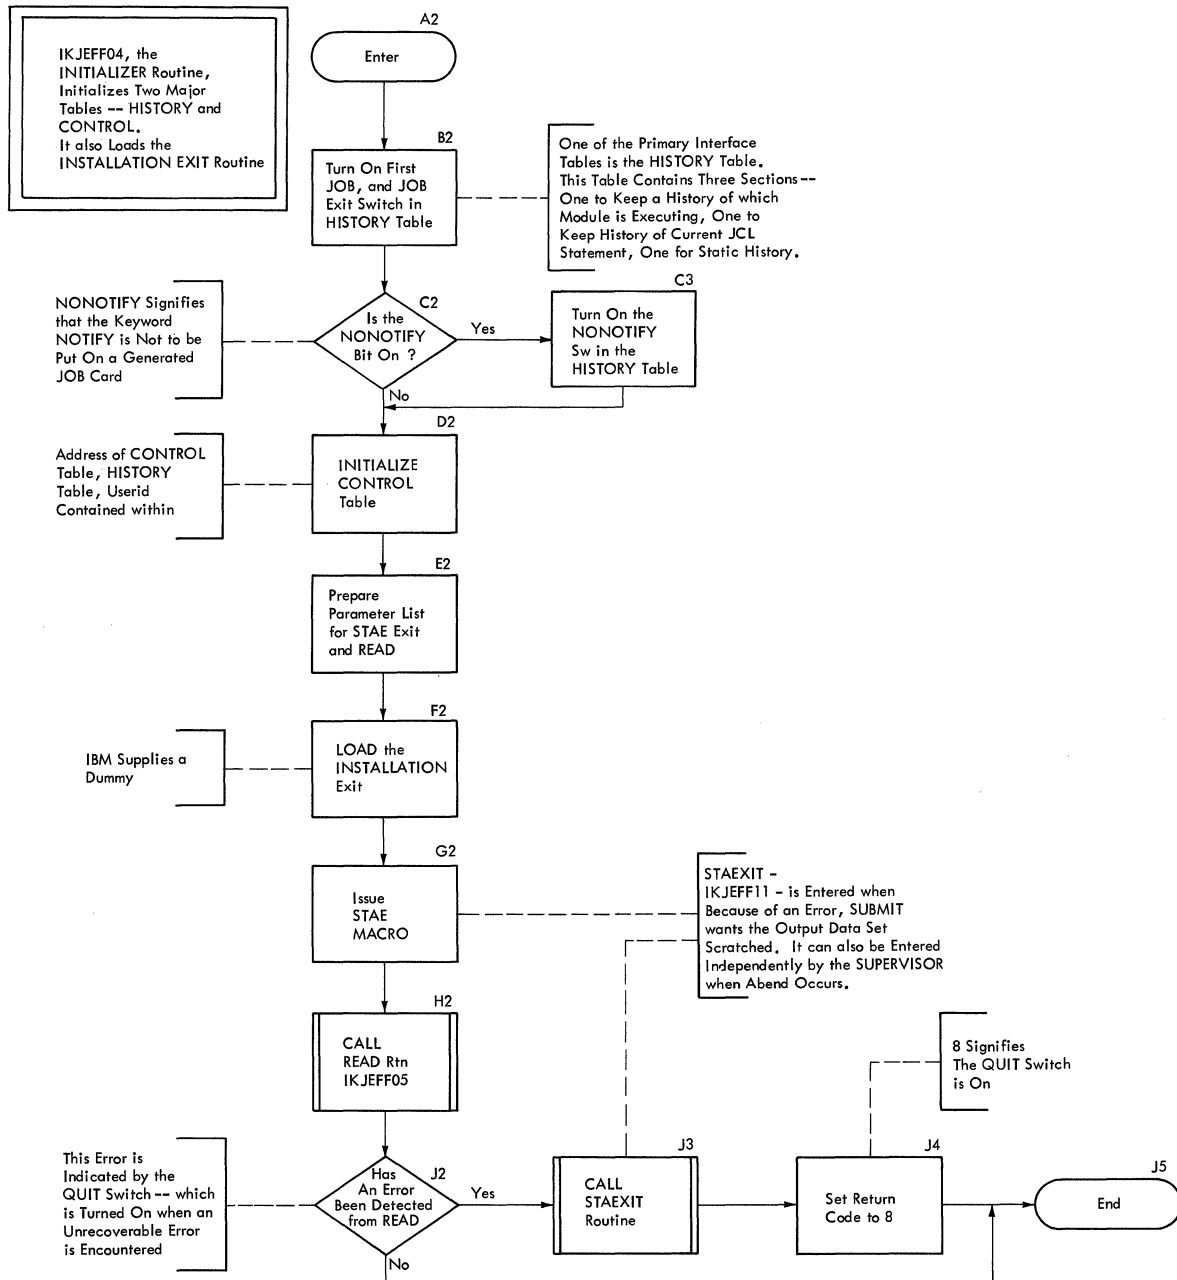 A2
IKJEFF04, the
INITIALIZER Routine,
Initializes Two Major
Tables -- HISTORY and
CONTROL.
It also Loads the
INSTALLATION EXIT Routine
Enter
B2
Turn On First
JOB, and JOB
Exit Switch in
HISTORY Table
One of the Primary Interface
Tables is the HISTORY Table.
This Table Contains Three Sections--
One to Keep a History of which
Module is Executing, One to
Keep History of Current JCL
Statement, One for Static History.
NONOTIFY Signifies
that the Keyword
NOTIFY is Not to be
Put On a Generated
JOB Card
C2
Is the
NONOTIFY
Bit On ?
Yes
No
C3
Turn On the
NONOTIFY
Sw in the
HISTORY Table
D2
Address of CONTROL
Table, HISTORY
Table, Userid
Contained within
INITIALIZE
CONTROL
Table
E2
Prepare
Parameter List
for STAE Exit
and READ
F2
IBM Supplies a
Dummy
LOAD the
INSTALLATION
Exit
G2
Issue
STAE
MACRO
STAEXIT -
IKJEFF11 - is Entered when
Because of an Error, SUBMIT
wants the Output Data Set
Scratched. It can also be Entered
Independently by the SUPERVISOR
when Abend Occurs.
H2
CALL
READ Rtn
IKJEFF05
8 Signifies
The QUIT Switch
is On
This Error is
Indicated by the
QUIT Switch -- which
is Turned On when an
Unrecoverable Error
is Encountered
J2
Has
An Error
Been Detected
from READ
Yes
No
J3
CALL
STAEXIT
Routine
J4
Set Return
Code to 8
J5
End